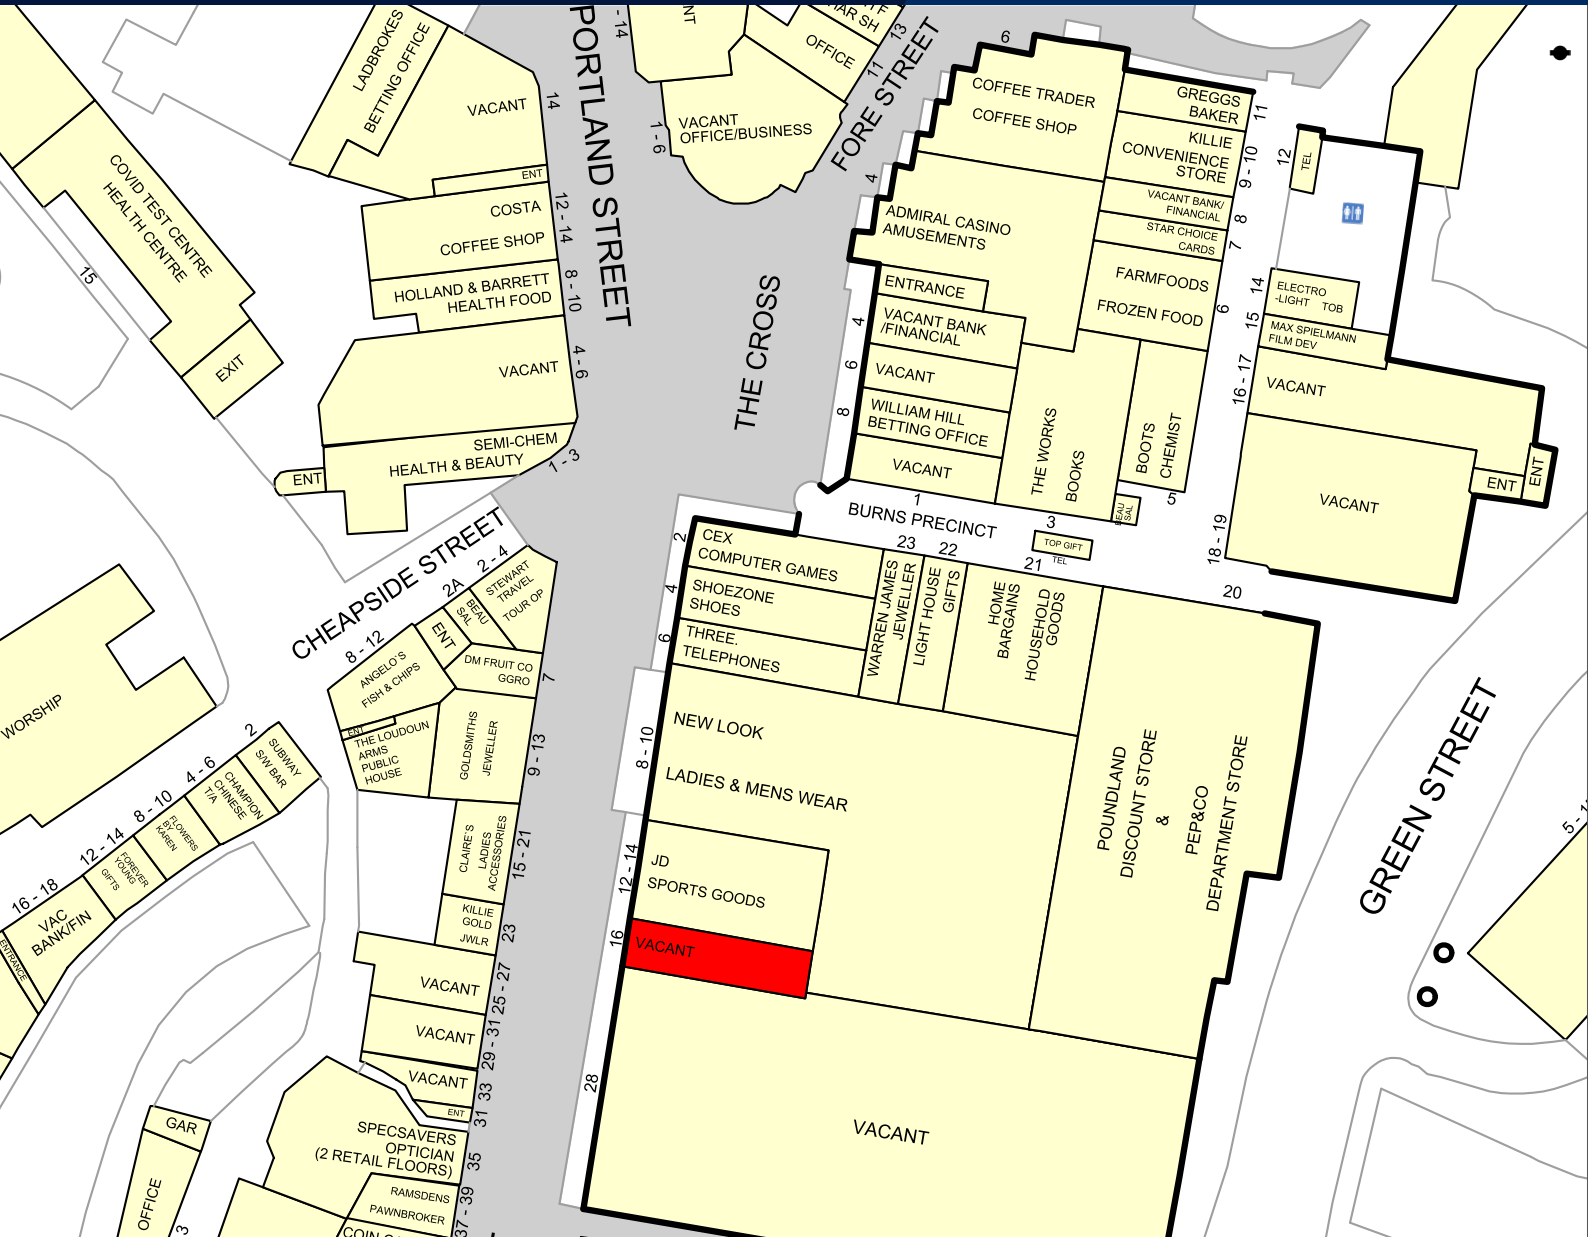 LADBROKES
BETTING OFFICE
VACANT
14
ENT
PORTLAND STREET
- 14
NT
1 - 6
VACANT
OFFICE/BUSINESS
OFFICE
HAR SH
13
11
FORE STREET
6
COFFEE TRADER
COFFEE SHOP
GREGGS
BAKER
11
KILLIE
CONVENIENCE
STORE
9 - 10
VACANT BANK/
FINANCIAL
8
STAR CHOICE
CARDS
7
FARMFOODS
FROZEN FOOD
6
4
ADMIRAL CASINO
AMUSEMENTS
ENTRANCE
VACANT BANK
/FINANCIAL
4
VACANT
6
WILLIAM HILL
BETTING OFFICE
8
VACANT
1
THE WORKS
BOOKS
3
BOOTS
CHEMIST
5
BEAU
SAL
12
TEL
14
ELECTRO
-LIGHT TOB
15
MAX SPIELMANN
FILM DEV
16 - 17
VACANT
VACANT
ENT
ENT
18 - 19
20
COVID TEST CENTRE
HEALTH CENTRE
15
EXIT
COSTA
COFFEE SHOP
12 - 14
HOLLAND & BARRETT
HEALTH FOOD
8 - 10
VACANT
4 - 6
SEMI-CHEM
HEALTH & BEAUTY
1 - 3
ENT
THE CROSS
BURNS PRECINCT
TOP GIFT
TEL
21
22
23
2
CEX
COMPUTER GAMES
4
SHOEZONE
SHOES
6
THREE.
TELEPHONES
WARREN JAMES
JEWELLER
LIGHT HOUSE
GIFTS
HOME
BARGAINS
HOUSEHOLD
GOODS
8 - 10
NEW LOOK
LADIES & MENS WEAR
12 - 14
JD
SPORTS GOODS
16
VACANT
28
VACANT
POUNDLAND
DISCOUNT STORE
&
PEP&CO
DEPARTMENT STORE
GREEN STREET
5 - 1
CHEAPSIDE STREET
8 - 12
2A
2 - 4
STEWART
TRAVEL
TOUR OP
BEAU
SAL
ENT
ANGELO`S
FISH & CHIPS
DM FRUIT CO
GGRO
7
ENT
THE LOUDOUN
ARMS
PUBLIC
HOUSE
GOLDSMITHS
JEWELLER
9 - 13
CLAIRE`S
LADIES
ACCESSORIES
15 - 21
KILLIE
GOLD
JWLR
23
VACANT
25 - 27
VACANT
29 - 31
VACANT
33
ENT
31
SPECSAVERS
OPTICIAN
(2 RETAIL FLOORS)
35
RAMSDENS
PAWNBROKER
37 - 39
WORSHIP
2
SUBWAY
S/W BAR
4 - 6
CHAMPION
CHINESE
T/A
8 - 10
FLOWERS
BY
KAREN
12 - 14
FOREVER
YOUNG
GIFTS
16 - 18
VAC
BANK/FIN
ENTRANCE
GAR
OFFICE
3